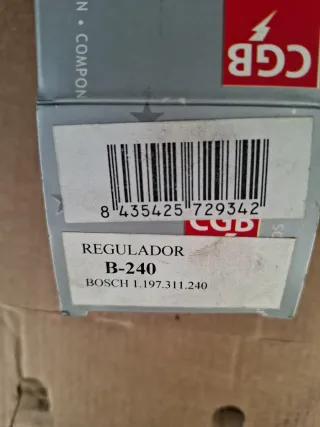 N • COMPON
CGB
8 435425 729342
CGB
REGULADOR
B-240
BOSCH 1.197.311.240